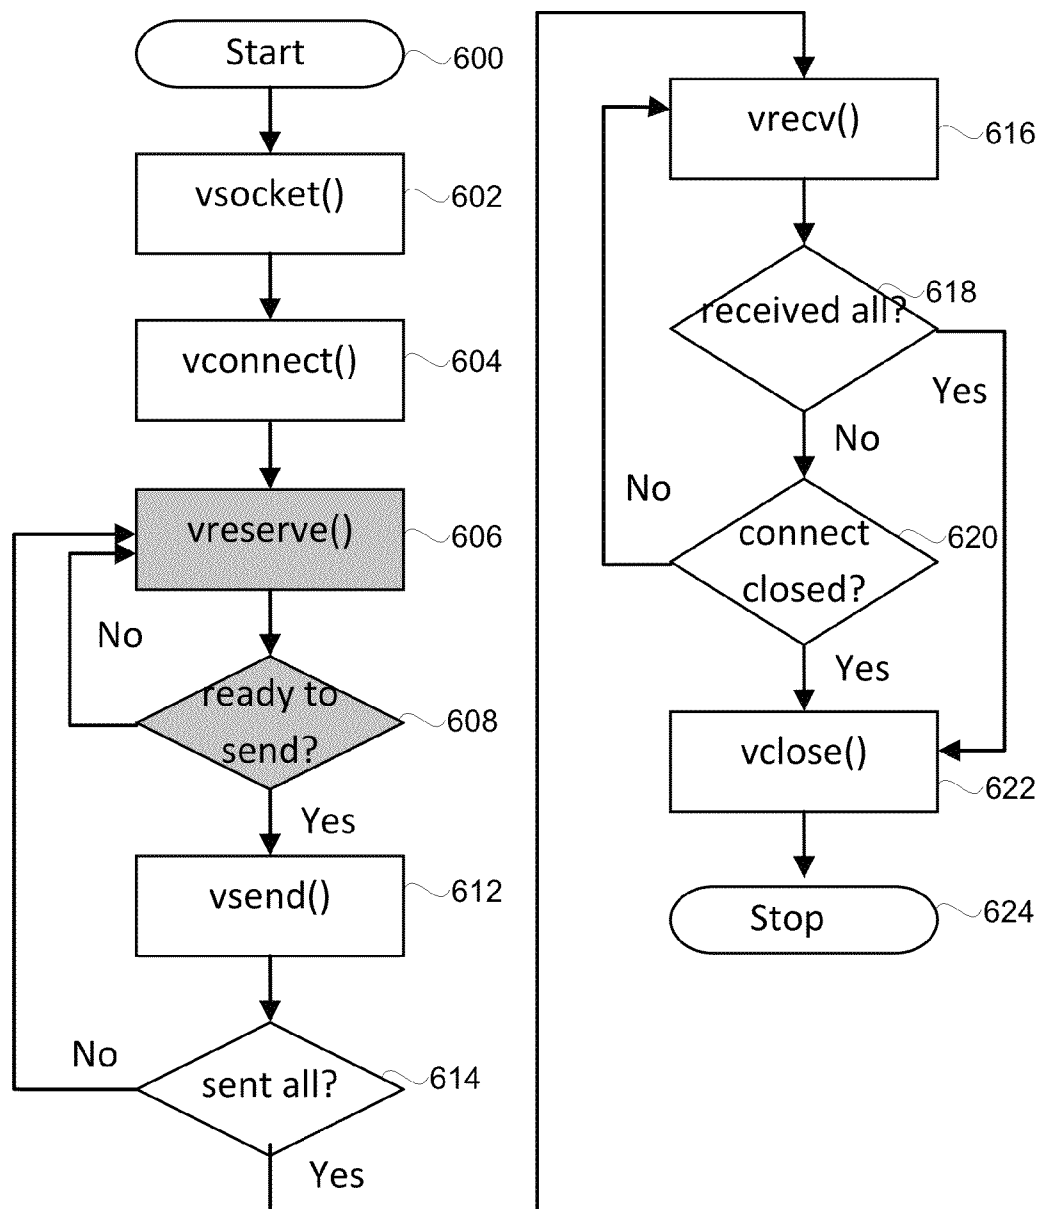 Start
600
vsocket()
602
vconnect()
604
vreserve()
606
No
ready to
send?
608
Yes
vsend()
612
No
sent all?
614
Yes
vrecv()
616
received all?
618
Yes
No
No
connect
closed?
620
Yes
vclose()
622
Stop
624